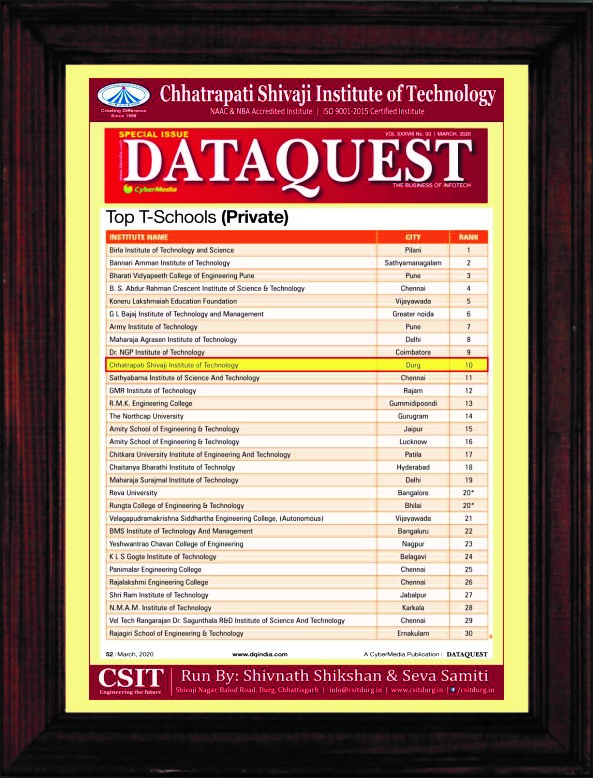 Creating Difference
Since 1998
Chhatrapati Shivaji Institute of Technology
NAAC & NBA Accredited Institute | ISO 9001-2015 Certified Institute
SPECIAL ISSUE
VOL XXXVIII No. 03 | MARCH, 2020
www.dqindia.com
DATAQUEST
CyberMedia
THE BUSINESS OF INFOTECH
Top T-Schools (Private)
INSTITUTE NAME CITY RANK
Birla Institute of Technology and Science Pilani 1
Bannari Amman Institute of Technology Sathyamanagalam 2
Bharati Vidyapeeth College of Engineering Pune Pune 3
B. S. Abdur Rahman Crescent Institute of Science & Technology Chennai 4
Koneru Lakshmaiah Education Foundation Vijayawada 5
G L Bajaj Institute of Technology and Management Greater noida 6
Army Institute of Technology Pune 7
Maharaja Agrasen Institute of Technology Delhi 8
Dr. NGP Institute of Technology Coimbatore 9
Chhatrapati Shivaji Institute of Technology Durg 10
Sathyabama Institute of Science And Technology Chennai 11
GMR Institute of Technology Rajam 12
R.M.K. Engineering College Gummidipoondi 13
The Northcap University Gurugram 14
Amity School of Engineering & Technology Jaipur 15
Amity School of Engineering & Technology Lucknow 16
Chitkara University Institute of Engineering And Technology Patila 17
Chaitanya Bharathi Institute of Technolgy Hyderabad 18
Maharaja Surajmal Institute of Technology Delhi 19
Reva University Bangalore 20*
Rungta College of Engineering & Technology Bhilai 20*
Velagapudramakrishna Siddhartha Engineering College, (Autonomous) Vijayawada 21
BMS Institute of Technology And Management Bangaluru 22
Yeshwantrao Chavan College of Engineering Nagpur 23
K L S Gogte Institute of Technology Belagavi 24
Panimalar Engineering College Chennai 25
Rajalakshmi Engineering College Chennai 26
Shri Ram Institute of Technology Jabalpur 27
N.M.A.M. Institute of Technology Karkala 28
Vel Tech Rangarajan Dr. Sagunthala R&D Institute of Science And Technology Chennai 29
Rajagiri School of Engineering & Technology Ernakulam 30
52 | March, 2020 www.dqindia.com A CyberMedia Publication | DATAQUEST
CSIT
Engineering the future
Run By: Shivnath Shikshan & Seva Samiti
Shivaji Nagar, Balod Road, Durg, Chhattisgarh | info@csitdurg.in | www.csitdurg.in | /csitdurg.in